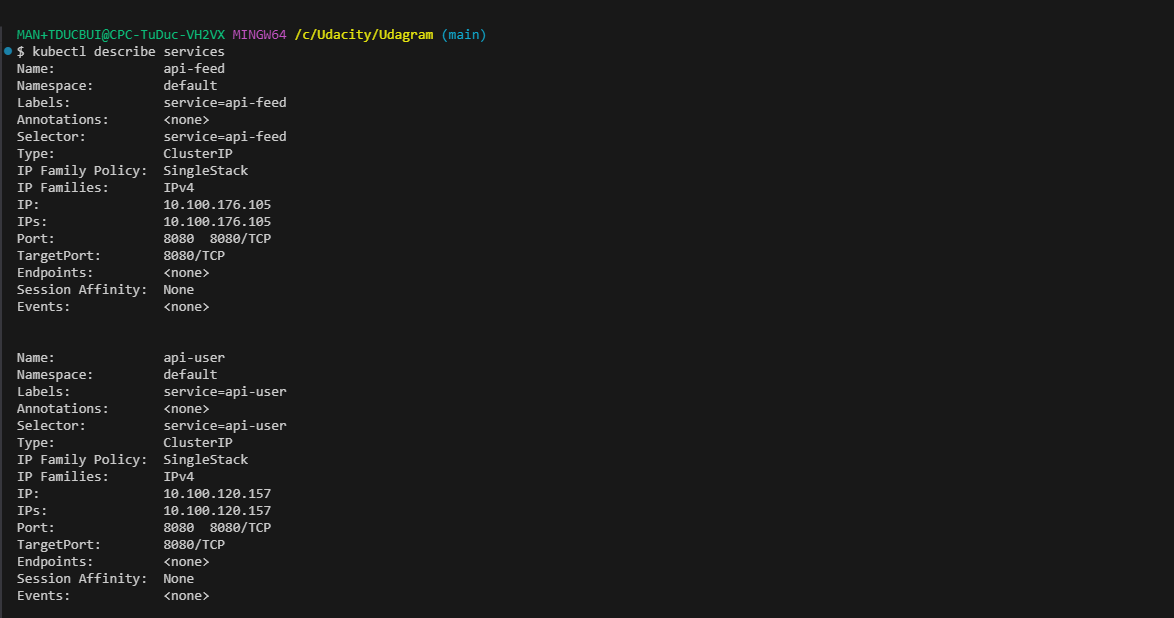 MAN+TDUCBUI@CPC-TuDuc-VH2VX MINGW64 /c/Udacity/Udagram (main)
$ kubectl describe services
Name:              api-feed
Namespace:         default
Labels:            service=api-feed
Annotations:       <none>
Selector:          service=api-feed
Type:              ClusterIP
IP Family Policy:  SingleStack
IP Families:       IPv4
IP:                10.100.176.105
IPs:               10.100.176.105
Port:              8080  8080/TCP
TargetPort:        8080/TCP
Endpoints:         <none>
Session Affinity:  None
Events:            <none>
Name:              api-user
Namespace:         default
Labels:            service=api-user
Annotations:       <none>
Selector:          service=api-user
Type:              ClusterIP
IP Family Policy:  SingleStack
IP Families:       IPv4
IP:                10.100.120.157
IPs:               10.100.120.157
Port:              8080  8080/TCP
TargetPort:        8080/TCP
Endpoints:         <none>
Session Affinity:  None
Events:            <none>